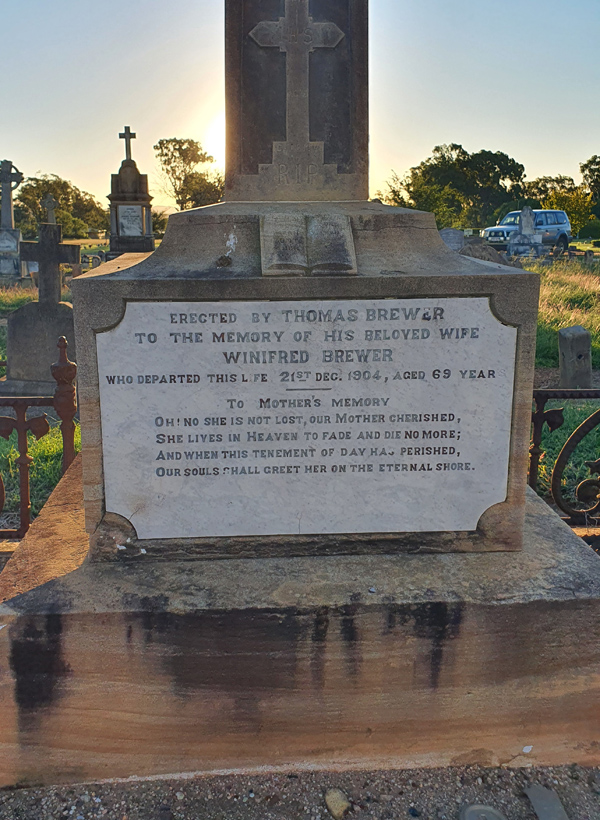 IHS
RIP
ERECTED BY THOMAS BREWER
TO THE MEMORY OF HIS BELOVED WIFE
WINIFRED BREWER
WHO DEPARTED THIS LIFE 21ST DEC. 1904, AGED 69 YEAR
TO MOTHER'S MEMORY
OH! NO SHE IS NOT LOST, OUR MOTHER CHERISHED,
SHE LIVES IN HEAVEN TO FADE AND DIE NO MORE;
AND WHEN THIS TENEMENT OF DAY HAS PERISHED,
OUR SOULS SHALL GREET HER ON THE ETERNAL SHORE.